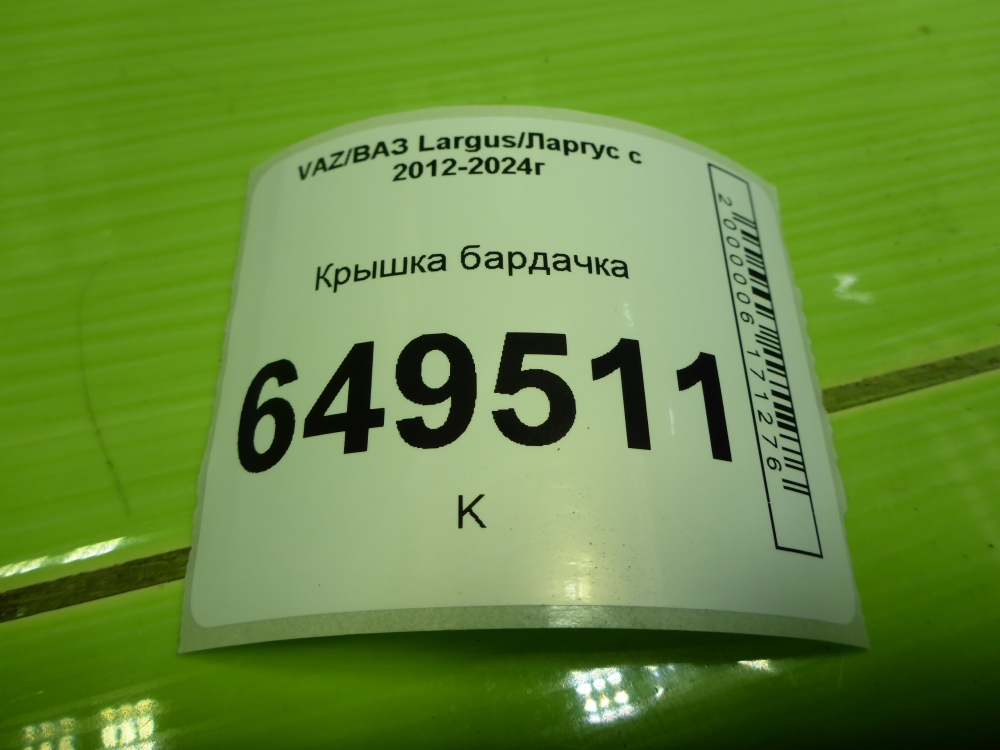 VAZ/ВАЗ Largus/Ларгус с
2012-2024г
Крышка бардачка
649511
К
2000006171276